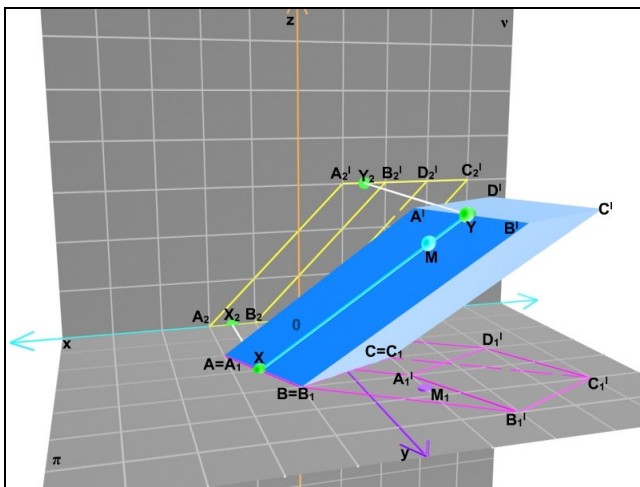 z
ν
A₂ᴵ Y₂ B₂ᴵ D₂ᴵ C₂ᴵ
Dᴵ
Aᴵ Y Bᴵ Cᴵ
M
A₂ X₂ B₂ 0
x
A=A₁ X C=C₁ D₁ᴵ
B=B₁ A₁ᴵ M₁ C₁ᴵ
B₁ᴵ
π y